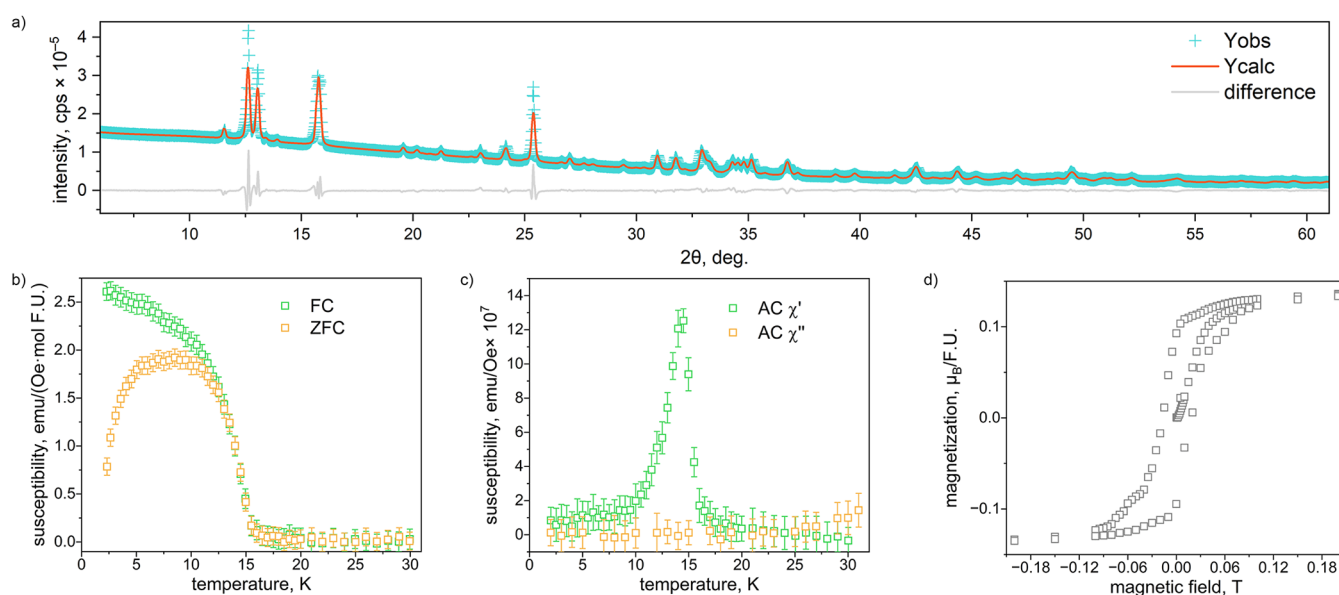 a)
intensity, cps × 10⁻⁵
4
3
2
1
0
Yobs
Ycalc
difference
10 15 20 25 30 35 40 45 50 55 60
2θ, deg.
b)
susceptibility, emu/(Oe·mol F.U.)
2.5
2.0
1.5
1.0
0.5
0.0
FC
ZFC
0 5 10 15 20 25 30
temperature, K
c)
susceptibility, emu/Oe× 10⁷
14
12
10
8
6
4
2
0
AC χ'
AC χ"
0 5 10 15 20 25 30
temperature, K
d)
magnetization, μB/F.U.
0.1
0.0
−0.1
−0.18 −0.12 −0.06 0.00 0.06 0.12 0.18
magnetic field, T